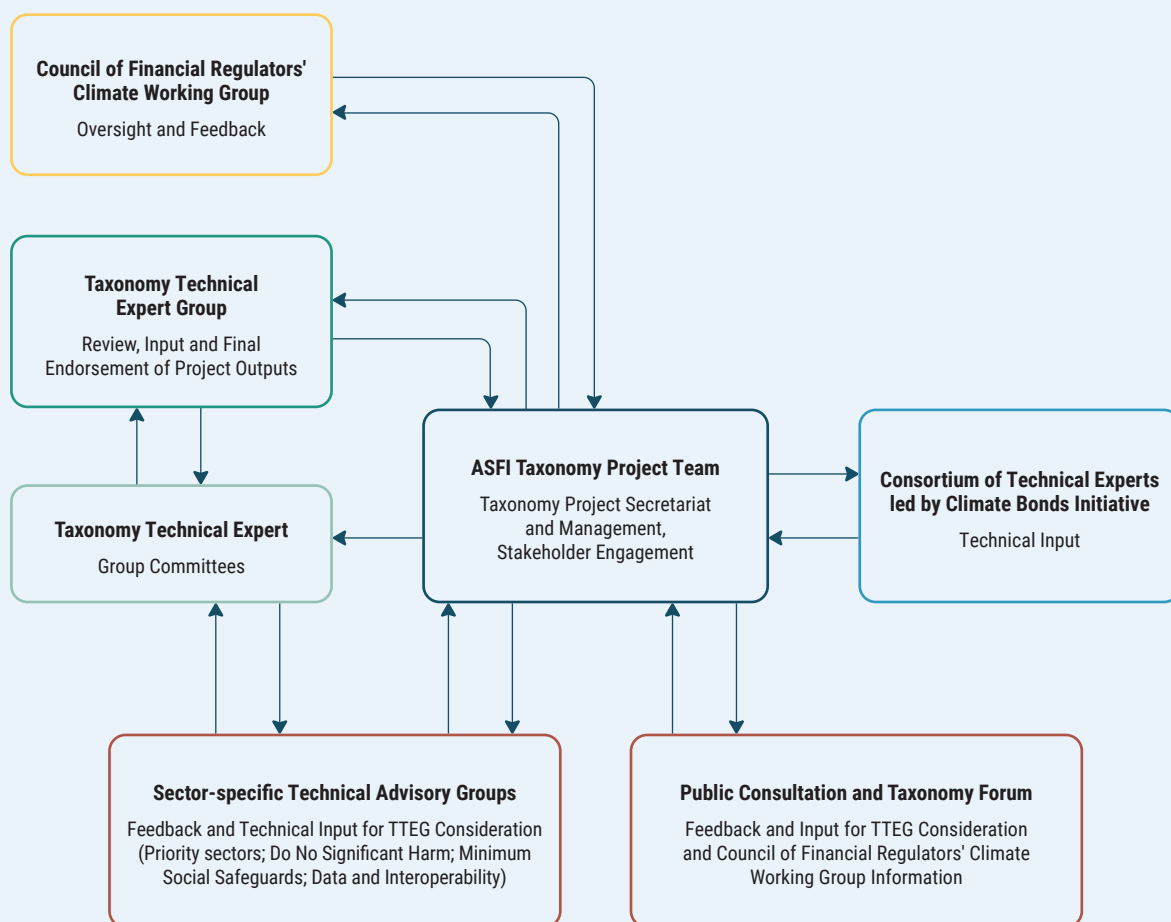 Council of Financial Regulators'
Climate Working Group
Oversight and Feedback
Taxonomy Technical
Expert Group
Review, Input and Final
Endorsement of Project Outputs
Taxonomy Technical Expert
Group Committees
ASFI Taxonomy Project Team
Taxonomy Project Secretariat
and Management,
Stakeholder Engagement
Consortium of Technical Experts
led by Climate Bonds Initiative
Technical Input
Sector-specific Technical Advisory Groups
Feedback and Technical Input for TTEG Consideration
(Priority sectors; Do No Significant Harm; Minimum
Social Safeguards; Data and Interoperability)
Public Consultation and Taxonomy Forum
Feedback and Input for TTEG Consideration
and Council of Financial Regulators' Climate
Working Group Information